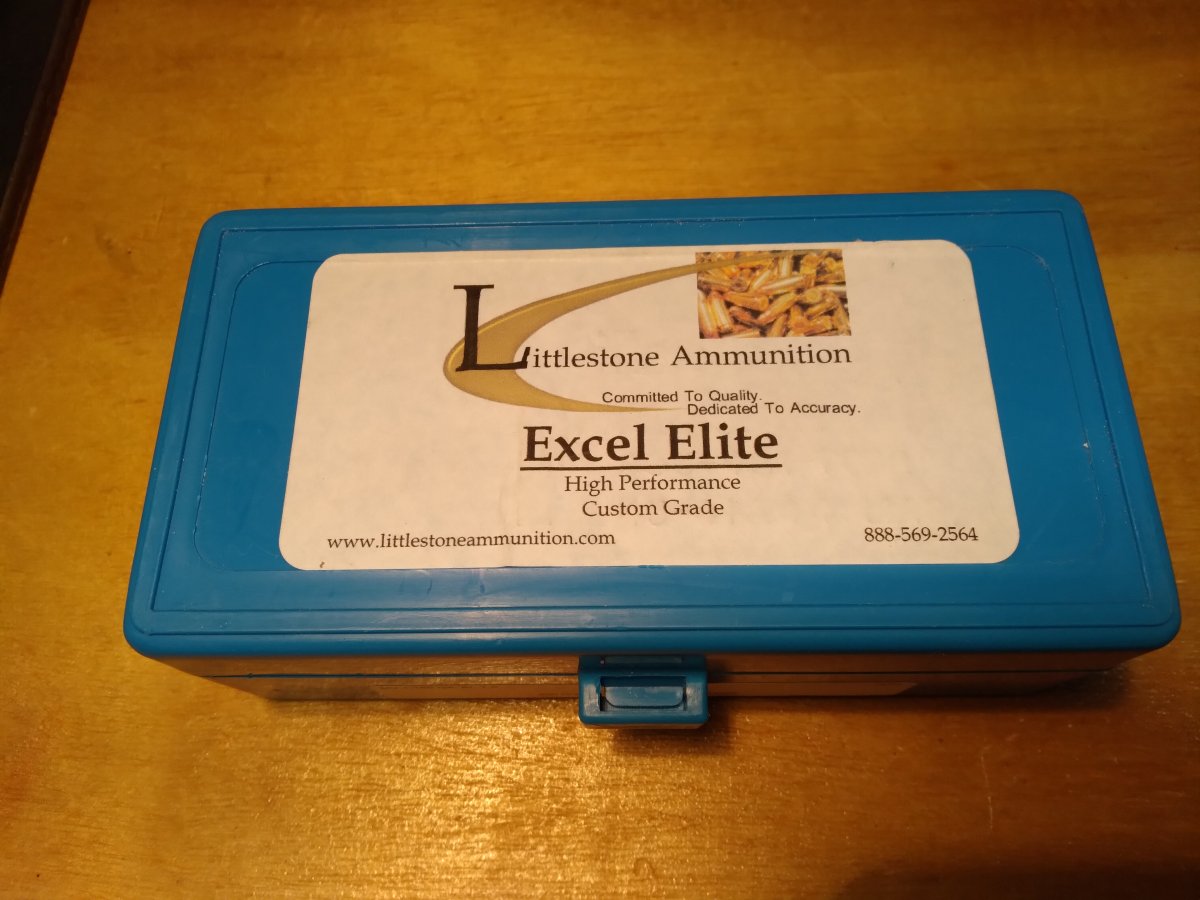 Littlestone Ammunition
Committed To Quality.
Dedicated To Accuracy.
Excel Elite
High Performance
Custom Grade
www.littlestoneammunition.com
888-569-2564